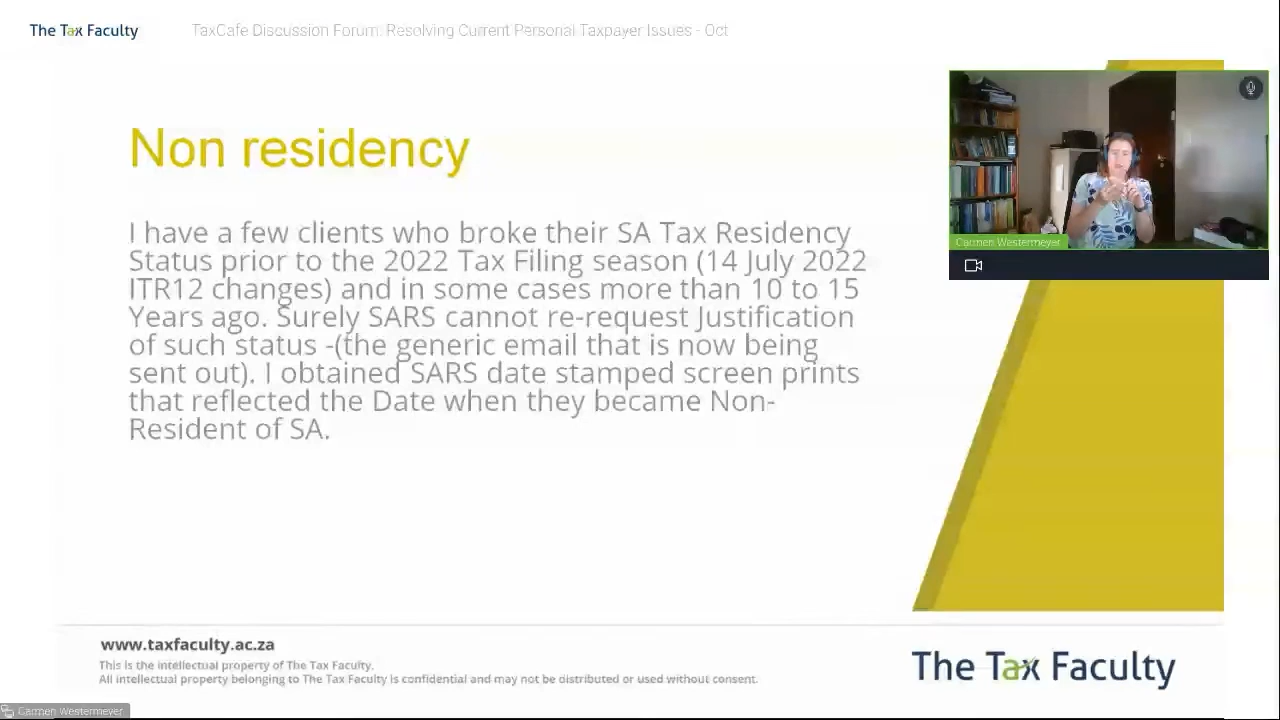 The Tax Faculty
TaxCafe Discussion Forum: Resolving Current Personal Taxpayer Issues - Oct
Non residency
I have a few clients who broke their SA Tax Residency
Status prior to the 2022 Tax Filing season (14 July 2022
ITR12 changes) and in some cases more than 10 to 15
Years ago. Surely SARS cannot re-request Justification
of such status -(the generic email that is now being
sent out). I obtained SARS date stamped screen prints
that reflected the Date when they became Non-
Resident of SA.
Carmen Westermeyer
www.taxfaculty.ac.za
This is the intellectual property of The Tax Faculty.
All intellectual property belonging to The Tax Faculty is confidential and may not be distributed or used without consent.
The Tax Faculty
Carmen Westermeyer